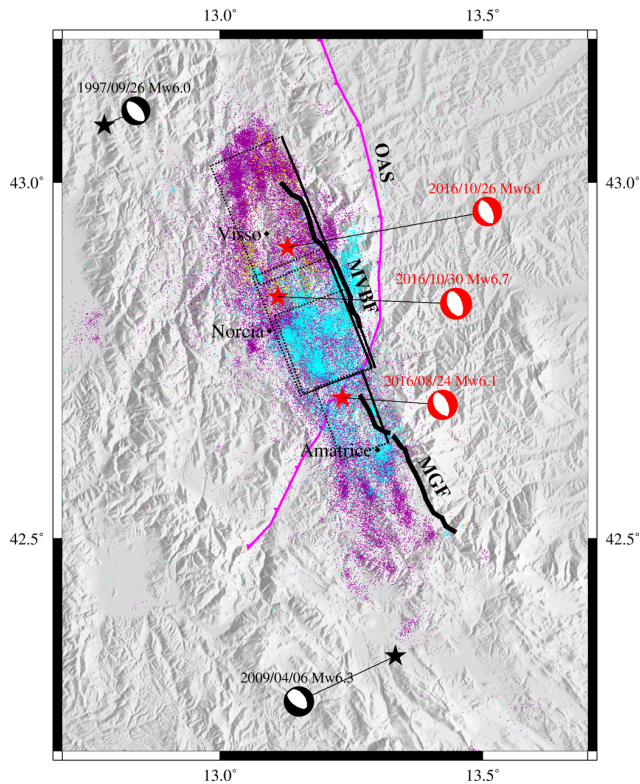 13.0° 13.5°
1997/09/26 Mw6.0
OAS
43.0° 43.0°
2016/10/26 Mw6.1
Visso
2016/10/30 Mw6.7
MVBF
Norcia
2016/08/24 Mw6.1
Amatrice
MGF
42.5° 42.5°
2009/04/06 Mw6.3
13.0° 13.5°